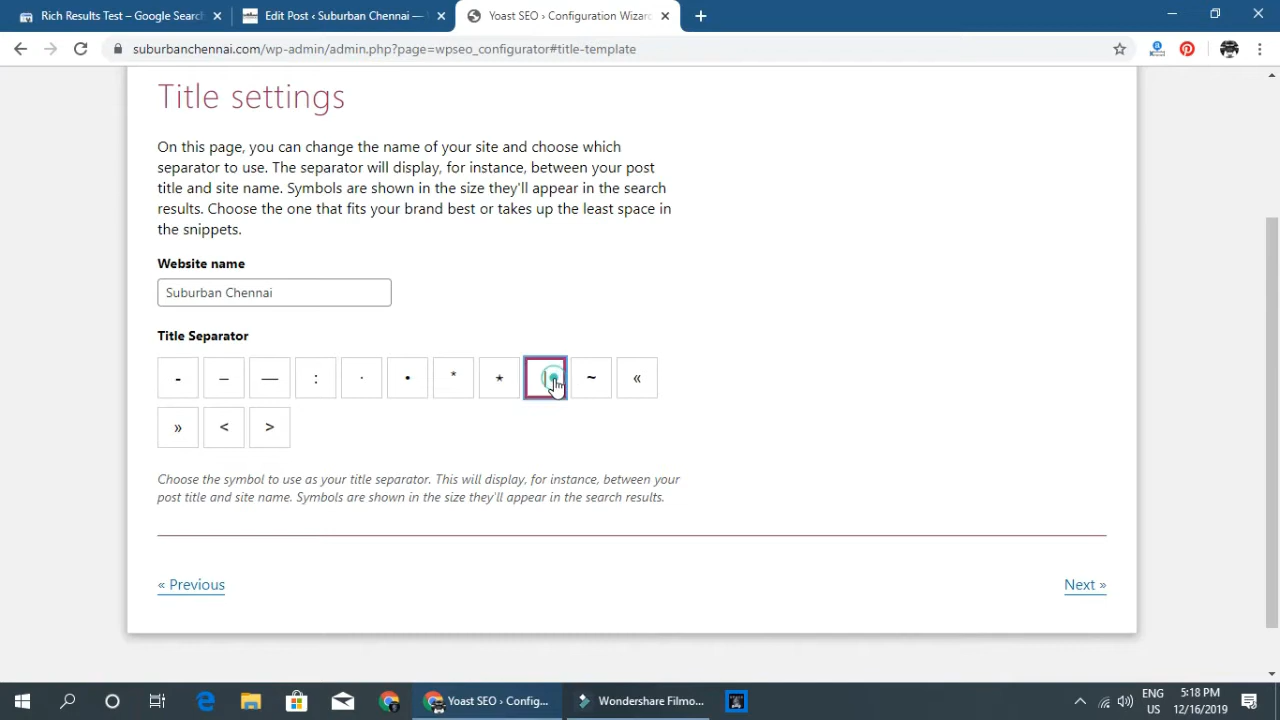 Rich Results Test – Google Search
Edit Post ‹ Suburban Chennai —
Yoast SEO › Configuration Wizard
suburbanchennai.com/wp-admin/admin.php?page=wpseo_configurator#title-template
Title settings
On this page, you can change the name of your site and choose which
separator to use. The separator will display, for instance, between your post
title and site name. Symbols are shown in the size they'll appear in the search
results. Choose the one that fits your brand best or takes up the least space in
the snippets.
Website name
Suburban Chennai
Title Separator
- – — : · • * ⋆ | ~ «
» < >
Choose the symbol to use as your title separator. This will display, for instance, between your
post title and site name. Symbols are shown in the size they'll appear in the search results.
« Previous
Next »
Yoast SEO › Config...
Wondershare Filmo...
ENG
US
5:18 PM
12/16/2019